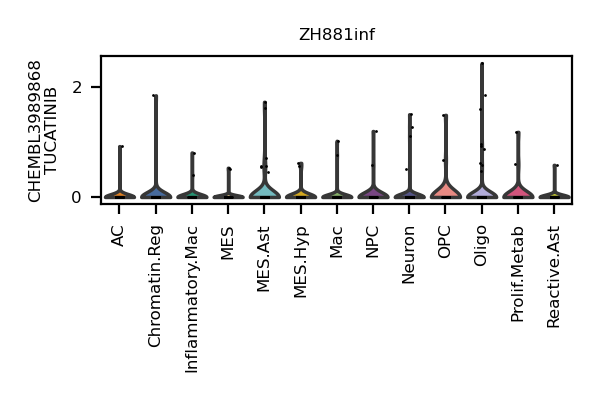 ZH881inf
CHEMBL3989868
TUCATINIB
2
0
AC
Chromatin.Reg
Inflammatory.Mac
MES
MES.Ast
MES.Hyp
Mac
NPC
Neuron
OPC
Oligo
Prolif.Metab
Reactive.Ast